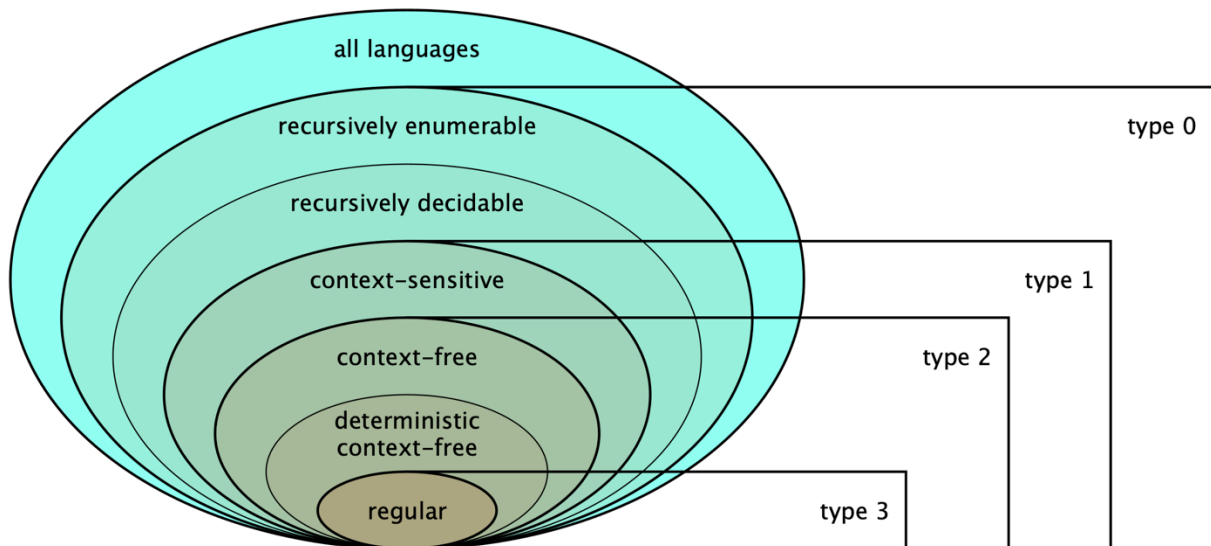 all languages
recursively enumerable
type 0
recursively decidable
context-sensitive
type 1
context-free
type 2
deterministic
context-free
regular
type 3